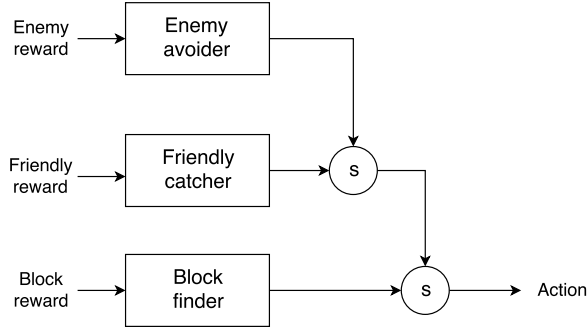 Enemy
reward
Enemy
avoider
Friendly
reward
Friendly
catcher
s
Block
reward
Block
finder
s
Action